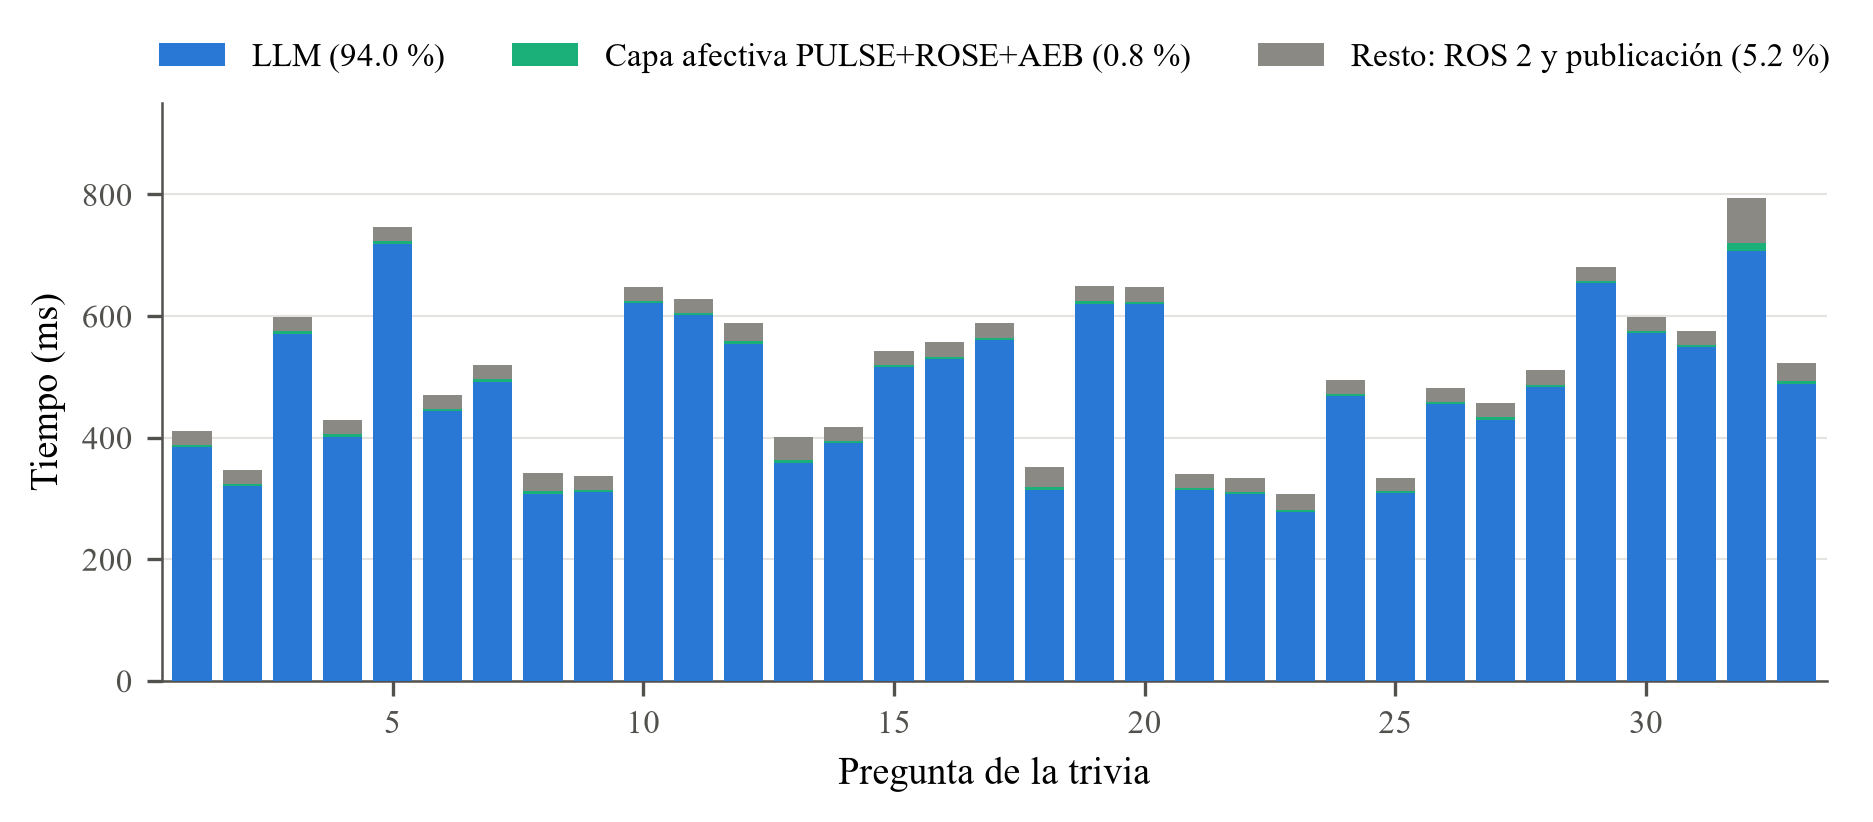 LLM (94.0 %) Capa afectiva PULSE+ROSE+AEB (0.8 %) Resto: ROS 2 y publicación (5.2 %)
Tiempo (ms)
800
600
400
200
0
5 10 15 20 25 30
Pregunta de la trivia